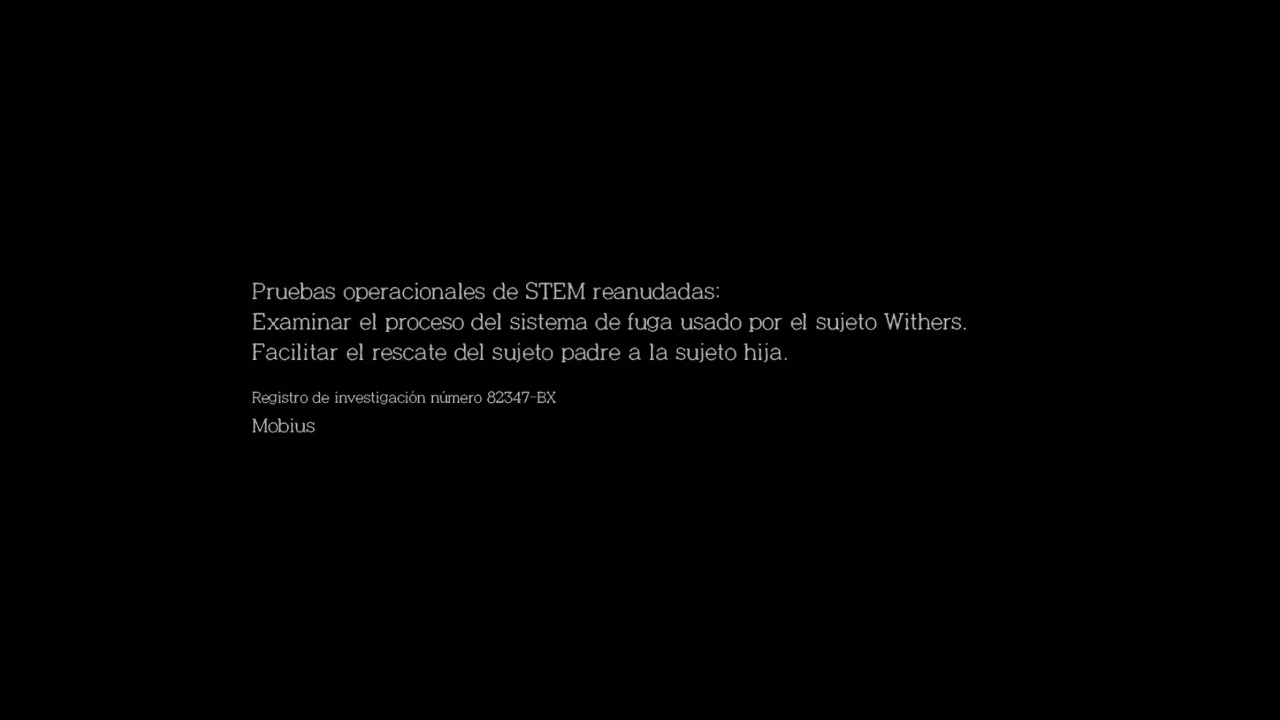 Pruebas operacionales de STEM reanudadas:
Examinar el proceso del sistema de fuga usado por el sujeto Withers.
Facilitar el rescate del sujeto padre a la sujeto hija.
Registro de investigación número 82347-BX
Mobius